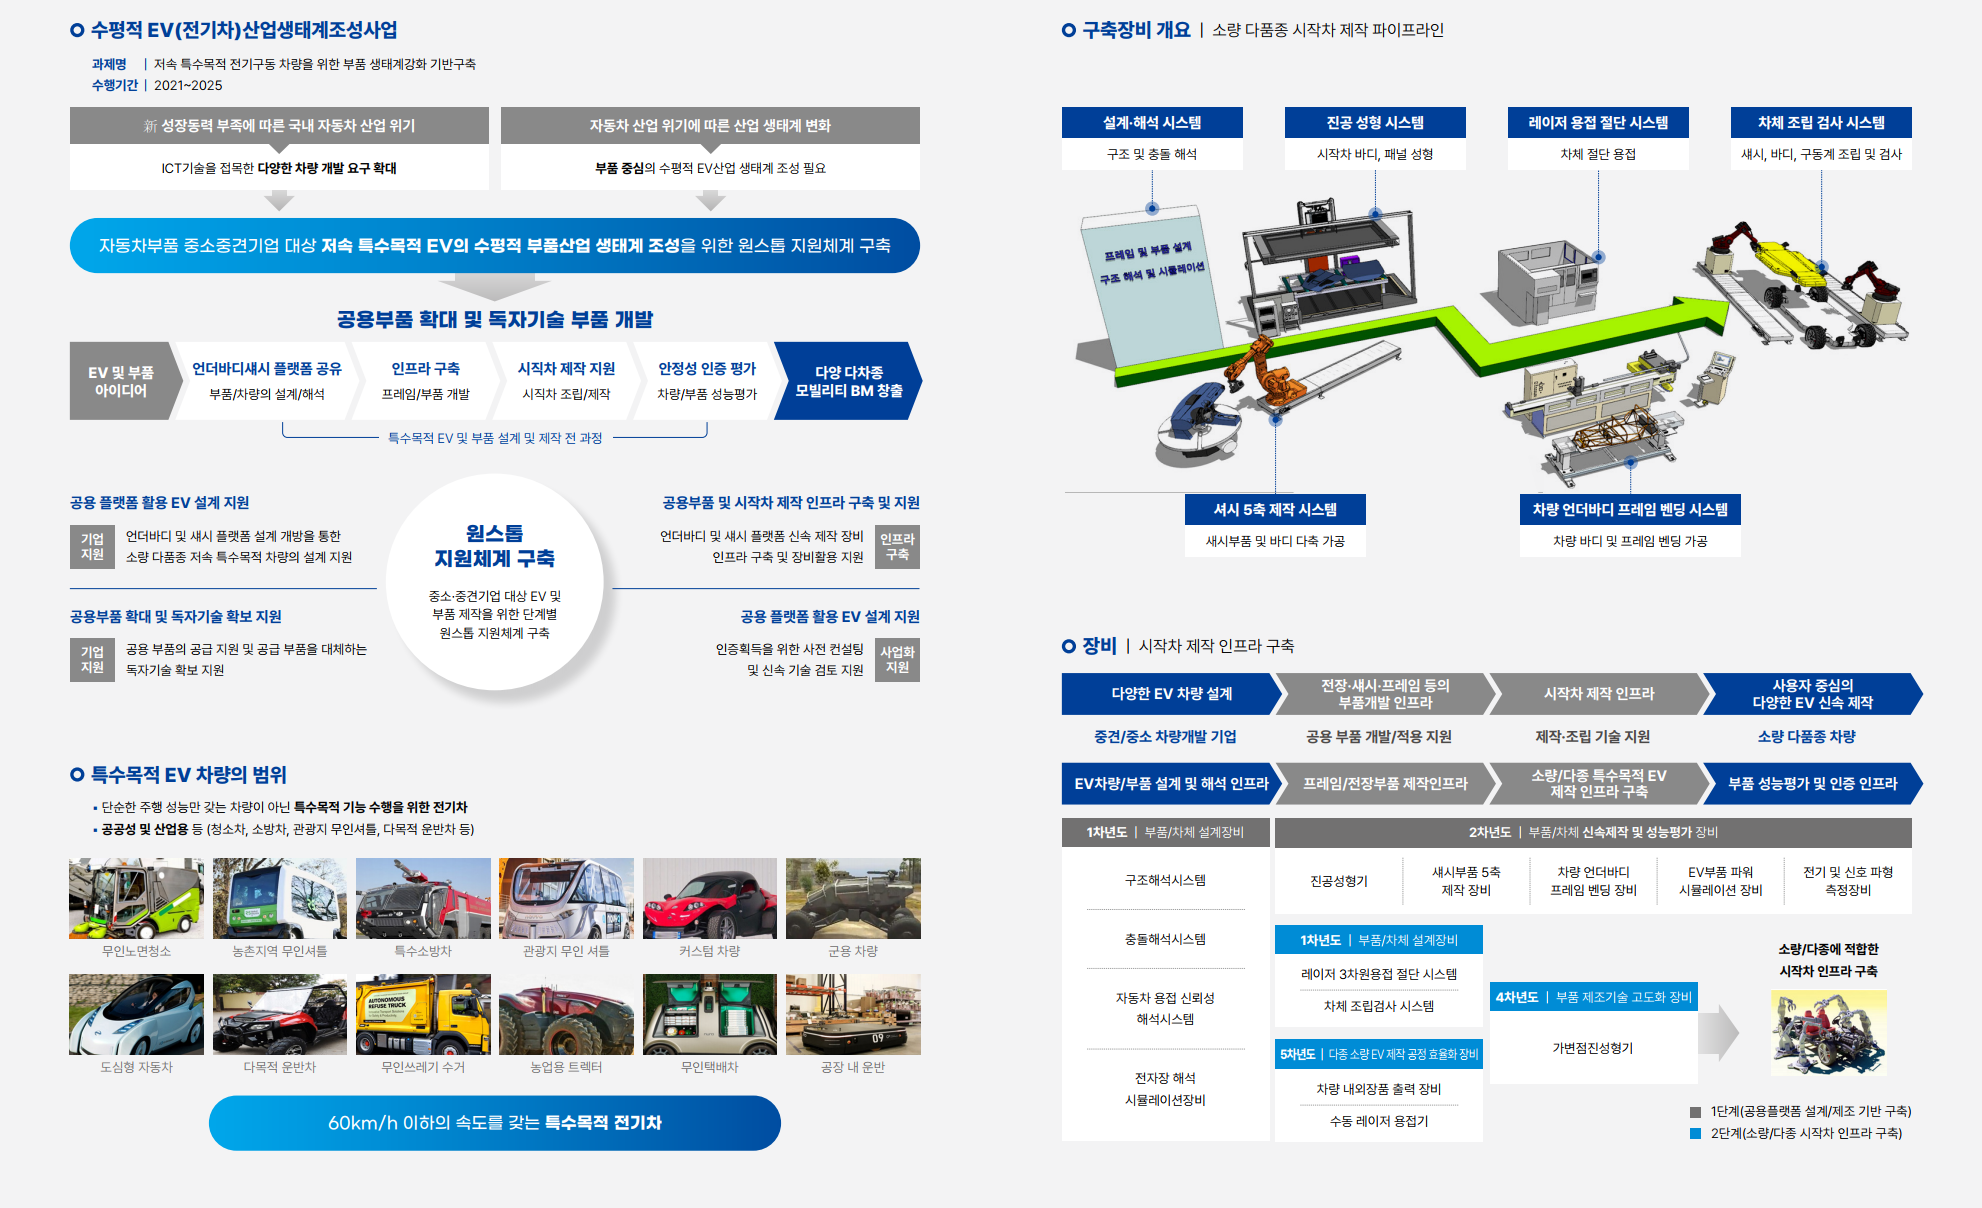 수평적 EV(전기차)산업생태계조성사업
과제명 | 저속 특수목적 전기구동 차량을 위한 부품 생태계강화 기반구축
수행기간 | 2021~2025
新 성장동력 부족에 따른 국내 자동차 산업 위기
ICT기술을 접목한 다양한 차량 개발 요구 확대
자동차 산업 위기에 따른 산업 생태계 변화
부품 중심의 수평적 EV산업 생태계 조성 필요
자동차부품 중소중견기업 대상 저속 특수목적 EV의 수평적 부품산업 생태계 조성을 위한 원스톱 지원체계 구축
공용부품 확대 및 독자기술 부품 개발
EV 및 부품
아이디어
언더바디섀시 플랫폼 공유
부품/차량의 설계/해석
인프라 구축
프레임/부품 개발
시직차 제작 지원
시직차 조립/제작
안정성 인증 평가
차량/부품 성능평가
다양 다차종
모빌리티 BM 창출
특수목적 EV 및 부품 설계 및 제작 전 과정
공용 플랫폼 활용 EV 설계 지원
기업
지원
언더바디 및 섀시 플랫폼 설계 개방을 통한
소량 다품종 저속 특수목적 차량의 설계 지원
공용부품 확대 및 독자기술 확보 지원
기업
지원
공용 부품의 공급 지원 및 공급 부품을 대체하는
독자기술 확보 지원
원스톱
지원체계 구축
중소·중견기업 대상 EV 및
부품 제작을 위한 단계별
원스톱 지원체계 구축
공용부품 및 시작차 제작 인프라 구축 및 지원
언더바디 및 섀시 플랫폼 신속 제작 장비
인프라 구축 및 장비활용 지원
인프라
구축
공용 플랫폼 활용 EV 설계 지원
인증획득을 위한 사전 컨설팅
및 신속 기술 검토 지원
사업화
지원
특수목적 EV 차량의 범위
▪ 단순한 주행 성능만 갖는 차량이 아닌 특수목적 기능 수행을 위한 전기차
▪ 공공성 및 산업용 등 (청소차, 소방차, 관광지 무인셔틀, 다목적 운반차 등)
무인노면청소
농촌지역 무인셔틀
특수소방차
관광지 무인 셔틀
커스텀 차량
군용 차량
AUTONOMOUS
REFUSE TRUCK
09
도심형 자동차
다목적 운반차
무인쓰레기 수거
농업용 트렉터
무인택배차
공장 내 운반
60km/h 이하의 속도를 갖는 특수목적 전기차
구축장비 개요 | 소량 다품종 시작차 제작 파이프라인
설계·해석 시스템
구조 및 충돌 해석
진공 성형 시스템
시작차 바디, 패널 성형
레이저 용접 절단 시스템
차체 절단 용접
차체 조립 검사 시스템
섀시, 바디, 구동계 조립 및 검사
프레임 및 부품 설계
구조 해석 및 시뮬레이션
셔시 5축 제작 시스템
섀시부품 및 바디 다축 가공
차량 언더바디 프레임 벤딩 시스템
차량 바디 및 프레임 벤딩 가공
장비 | 시작차 제작 인프라 구축
다양한 EV 차량 설계
전장·섀시·프레임 등의
부품개발 인프라
시작차 제작 인프라
사용자 중심의
다양한 EV 신속 제작
중견/중소 차량개발 기업
공용 부품 개발/적용 지원
제작·조립 기술 지원
소량 다품종 차량
EV차량/부품 설계 및 해석 인프라
프레임/전장부품 제작인프라
소량/다종 특수목적 EV
제작 인프라 구축
부품 성능평가 및 인증 인프라
1차년도 | 부품/차체 설계장비
구조해석시스템
충돌해석시스템
자동차 용접 신뢰성
해석시스템
전자장 해석
시뮬레이션장비
2차년도 | 부품/차체 신속제작 및 성능평가 장비
진공성형기
섀시부품 5축
제작 장비
차량 언더바디
프레임 벤딩 장비
EV부품 파워
시뮬레이션 장비
전기 및 신호 파형
측정장비
1차년도 | 부품/차체 설계장비
레이저 3차원용접 절단 시스템
차체 조립검사 시스템
5차년도 | 다종 소량 EV 제작 공정 효율화 장비
차량 내외장품 출력 장비
수동 레이저 용접기
4차년도 | 부품 제조기술 고도화 장비
가변점진성형기
소량/다종에 적합한
시작차 인프라 구축
1단계(공용플랫폼 설계/제조 기반 구축)
2단계(소량/다종 시작차 인프라 구축)